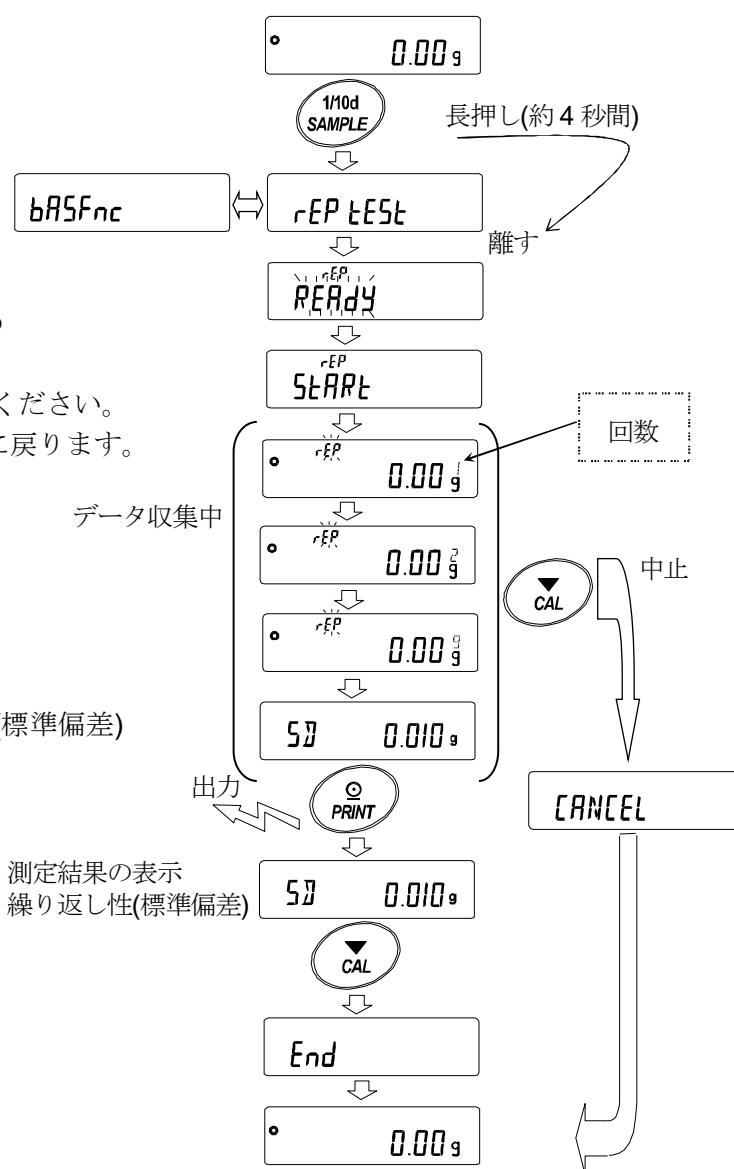 0.00 g
1/10d
SAMPLE
長押し(約 4 秒間)
bASFnc
rEP tESt
離す
rEP
REAdy
rEP
StARt
ください。
に戻ります。
回数
rEP
0.00 g 1
データ収集中
rEP
0.00 g 2
中止
CAL
rEP
0.00 g 9
標準偏差)
SD 0.010 g
出力
PRINT
CANCEL
測定結果の表示
繰り返し性(標準偏差)
SD 0.010 g
CAL
End
0.00 g